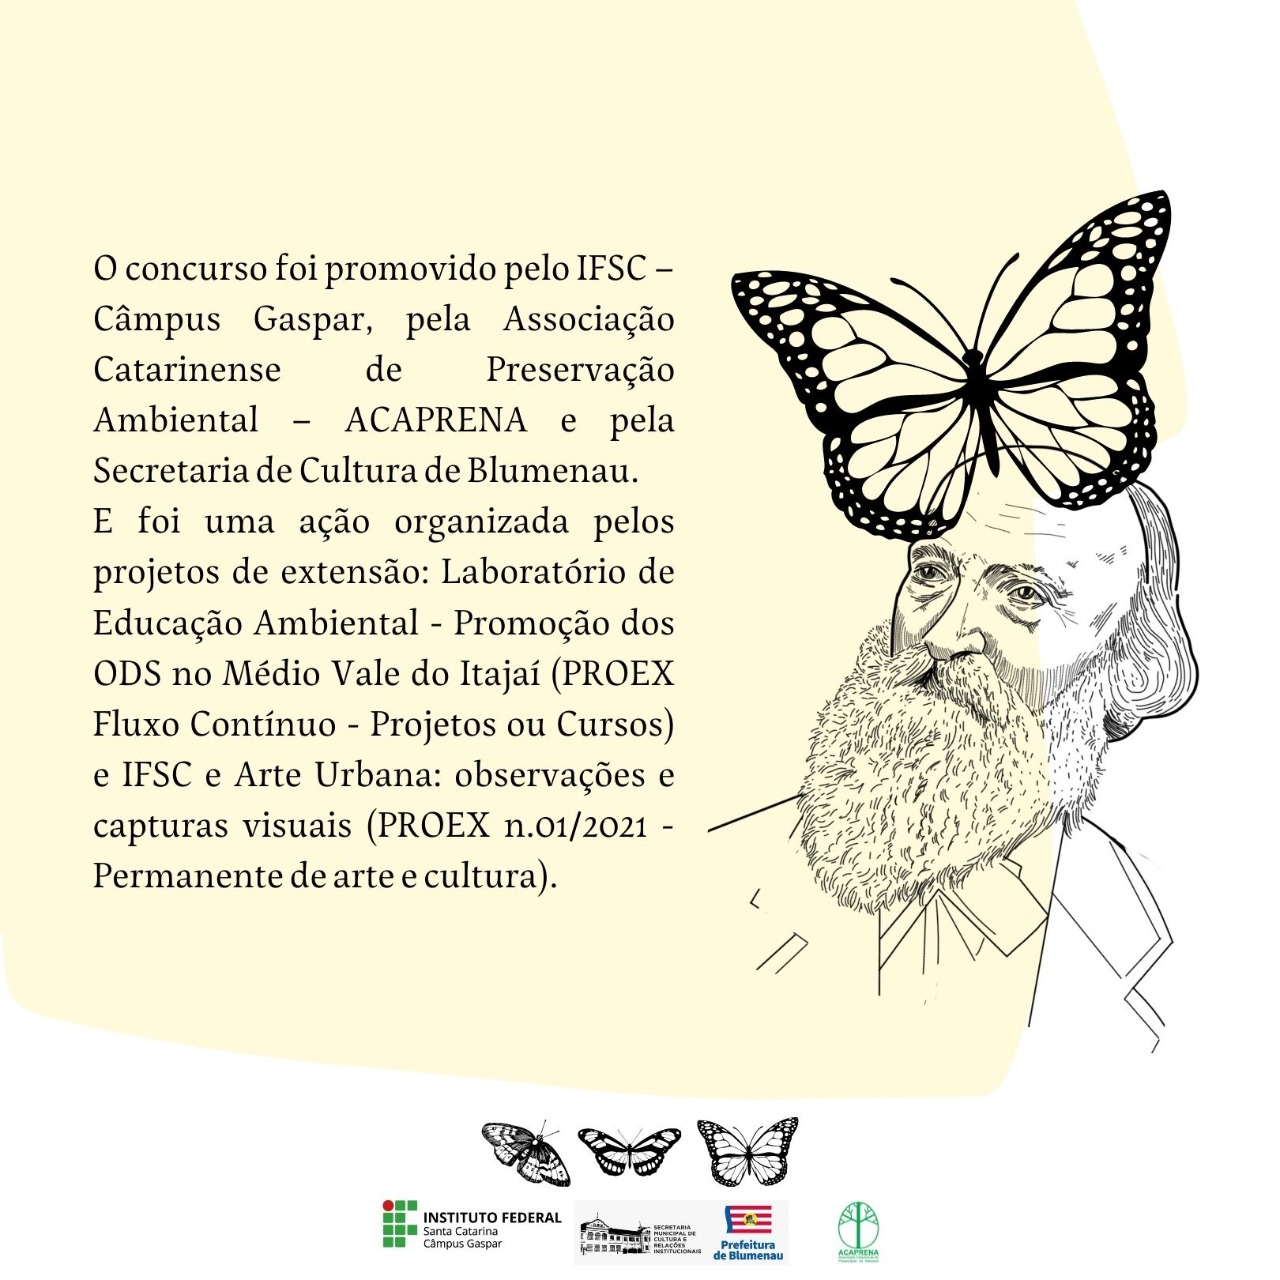 O concurso foi promovido pelo IFSC –
Câmpus Gaspar, pela Associação
Catarinense de Preservação
Ambiental – ACAPRENA e pela
Secretaria de Cultura de Blumenau.
E foi uma ação organizada pelos
projetos de extensão: Laboratório de
Educação Ambiental - Promoção dos
ODS no Médio Vale do Itajaí (PROEX
Fluxo Contínuo - Projetos ou Cursos)
e IFSC e Arte Urbana: observações e
capturas visuais (PROEX n.01/2021 -
Permanente de arte e cultura).
INSTITUTO FEDERAL
Santa Catarina
Câmpus Gaspar
SECRETARIA
MUNICIPAL DE
CULTURA E
RELAÇÕES
INSTITUCIONAIS
Prefeitura
de Blumenau
ACAPRENA